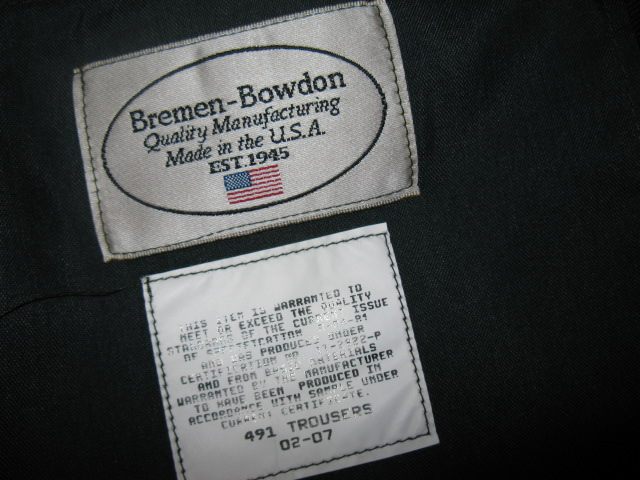 Bremen-Bowdon
Quality Manufacturing
Made in the U.S.A.
EST.1945
THIS ITEM IS WARRANTED TO
MEET OR EXCEED THE QUALITY
STANDARDS OF THE CURRENT ISSUE
OF SPECIFICATION
AND WAS PRODUCED UNDER
CERTIFICATION NO.
AND FROM BASIC MATERIALS
WARRANTED BY THE MANUFACTURER
TO HAVE BEEN PRODUCED IN
ACCORDANCE WITH SAMPLE UNDER
CURRENT CERTIFICATE.
491 TROUSERS
02-07